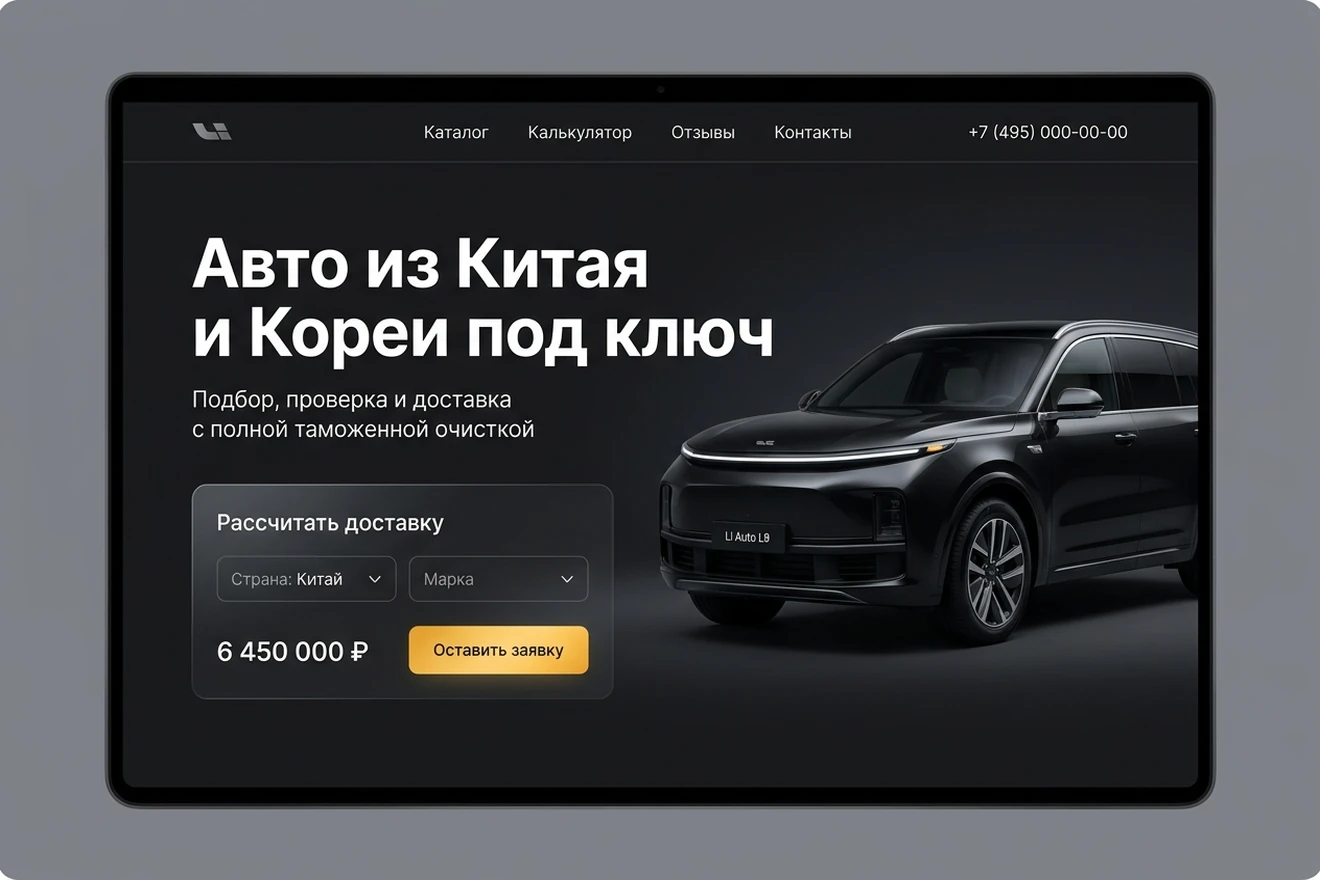 Каталог
Калькулятор
Отзывы
Контакты
+7 (495) 000-00-00
Авто из Китая
и Кореи под ключ
Подбор, проверка и доставка
с полной таможенной очисткой
Рассчитать доставку
Страна: Китай
Марка
6 450 000 ₽
Оставить заявку
LI Auto L9